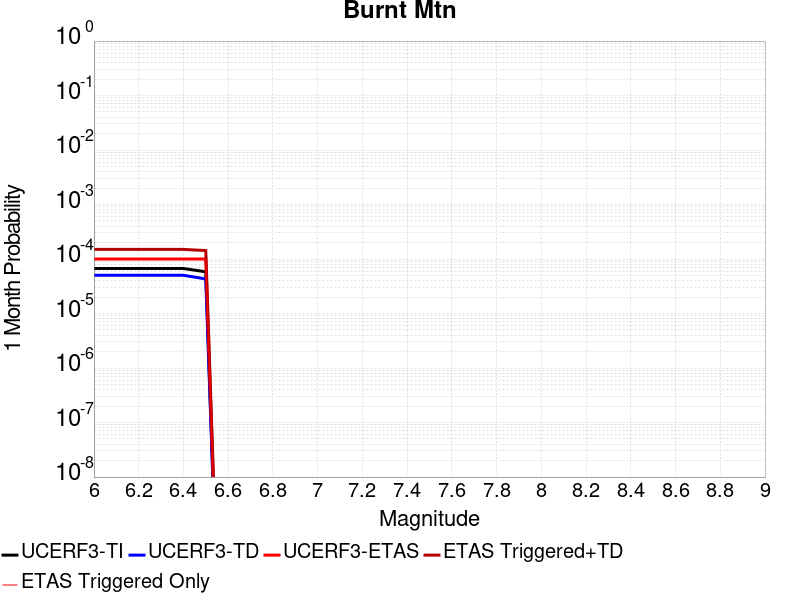 Burnt Mtn
1 Month Probability
10^0
10^-1
10^-2
10^-3
10^-4
10^-5
10^-6
10^-7
10^-8
6 6.2 6.4 6.6 6.8 7 7.2 7.4 7.6 7.8 8 8.2 8.4 8.6 8.8 9
Magnitude
UCERF3-TI UCERF3-TD UCERF3-ETAS ETAS Triggered+TD
ETAS Triggered Only